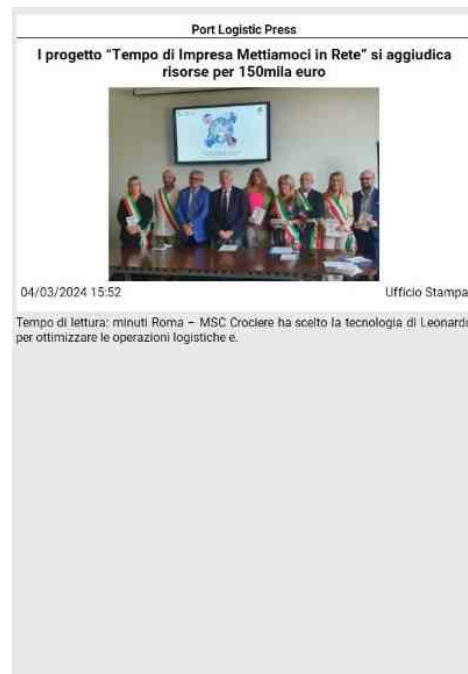 Port Logistic Press
I progetto “Tempo di Impresa Mettiamoci in Rete” si aggiudica
risorse per 150mila euro
04/03/2024 15:52
Ufficio Stampa
Tempo di lettura: minuti Roma – MSC Crociere ha scelto la tecnologia di Leonardo
per ottimizzare le operazioni logistiche e.